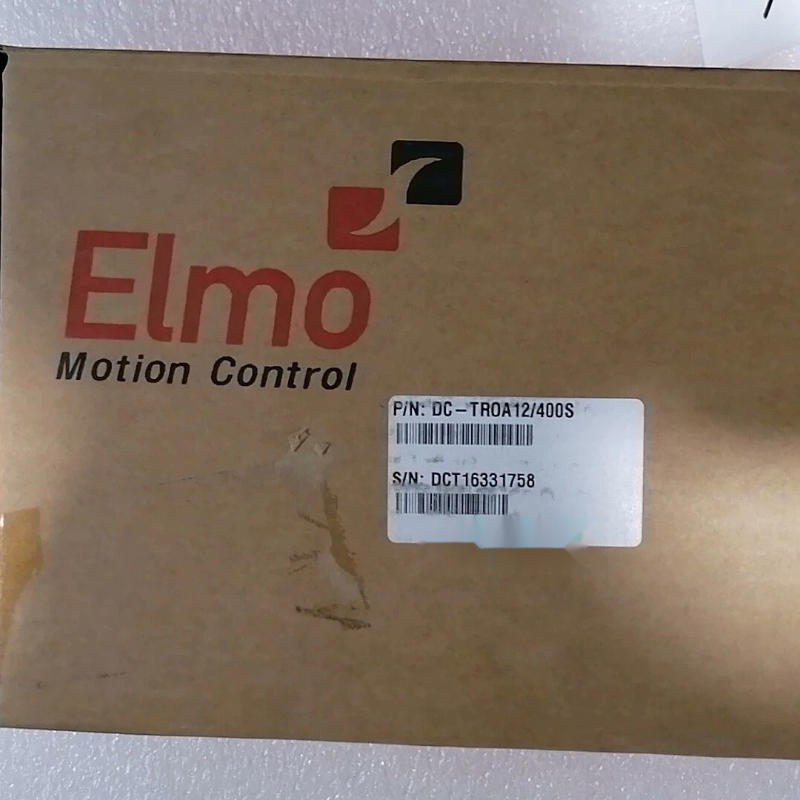 Elmo
Motion Control
P/N: DC-TROA12/400S
S/N: DCT16331758